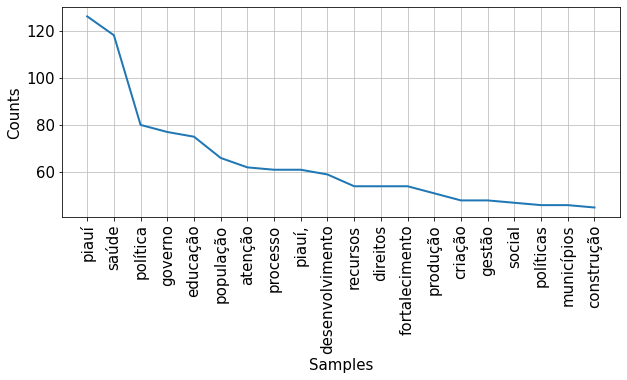 120
100
80
60
Counts
piauí
saúde
política
governo
educação
população
atenção
processo
piauí,
desenvolvimento
recursos
direitos
fortalecimento
produção
criação
gestão
social
políticas
municípios
construção
Samples